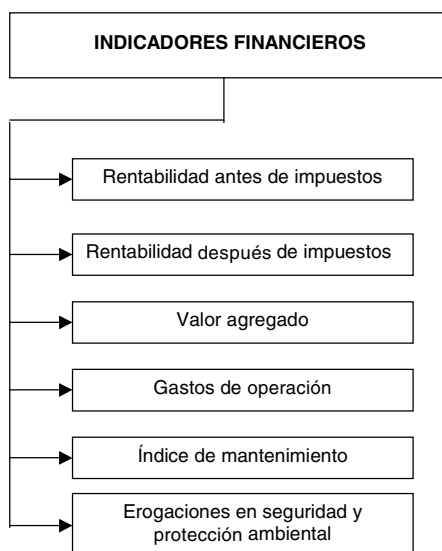 INDICADORES FINANCIEROS
Rentabilidad antes de impuestos
Rentabilidad después de impuestos
Valor agregado
Gastos de operación
Índice de mantenimiento
Erogaciones en seguridad y
protección ambiental